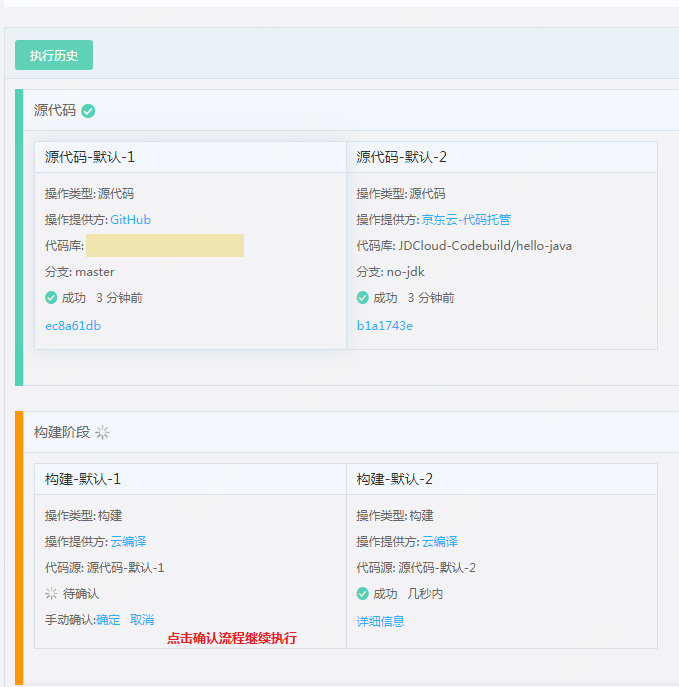 执行历史
源代码
源代码-默认-1
操作类型: 源代码
操作提供方: GitHub
代码库:
分支: master
成功 3 分钟前
ec8a61db
源代码-默认-2
操作类型: 源代码
操作提供方: 京东云-代码托管
代码库: JDCloud-Codebuild/hello-java
分支: no-jdk
成功 3 分钟前
b1a1743e
构建阶段
构建-默认-1
操作类型: 构建
操作提供方: 云编译
代码源: 源代码-默认-1
待确认
手动确认:确定 取消
点击确认流程继续执行
构建-默认-2
操作类型: 构建
操作提供方: 云编译
代码源: 源代码-默认-2
成功 几秒内
详细信息